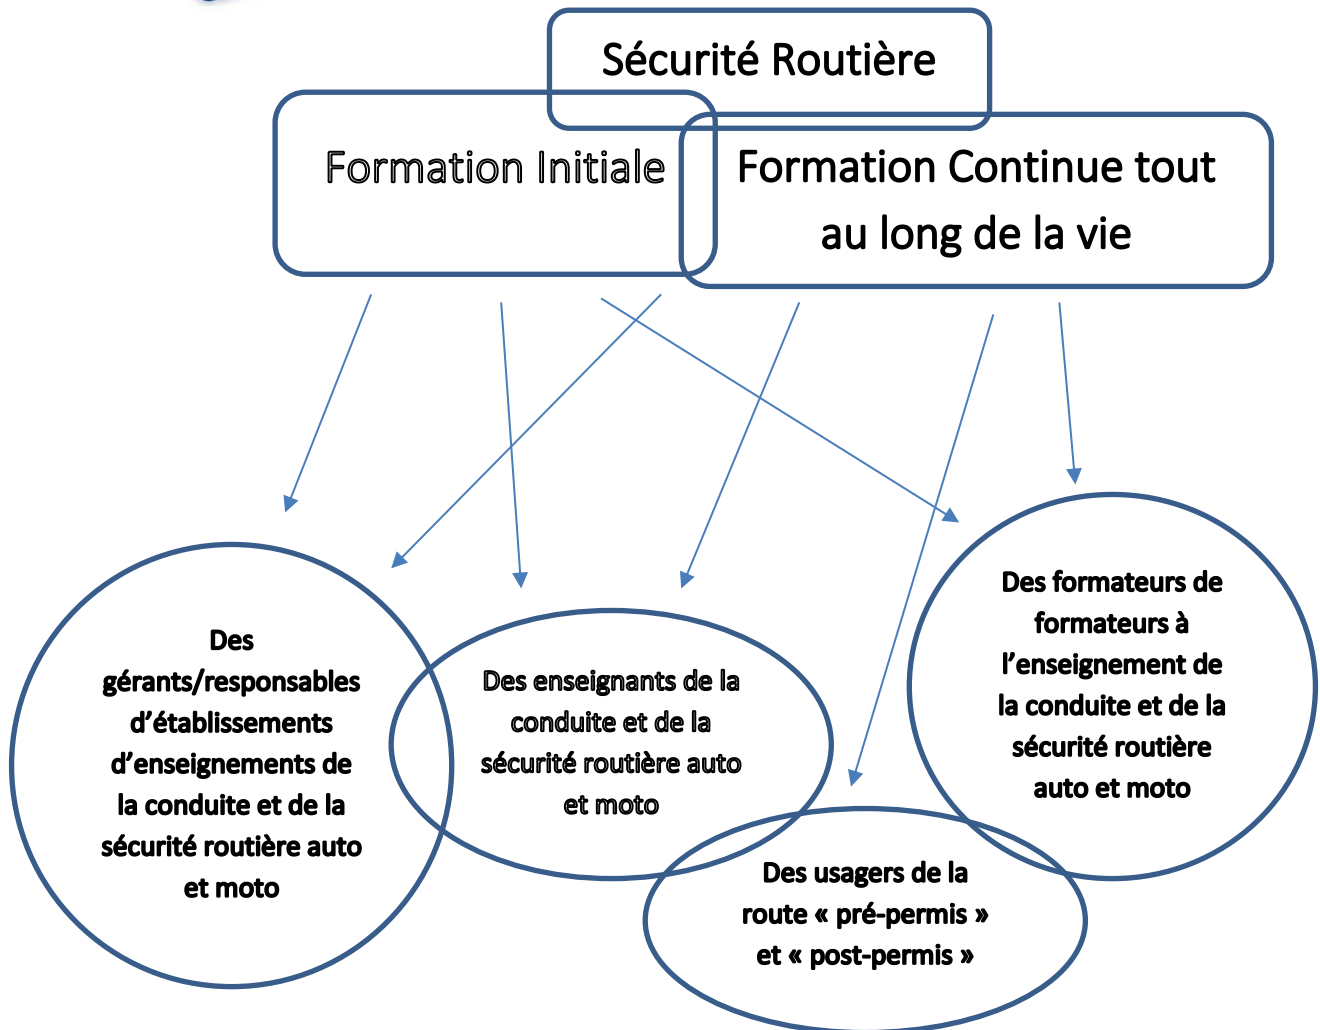 Sécurité Routière
Formation Initiale
Formation Continue tout
au long de la vie
Des
gérants/responsables
d’établissements
d’enseignements de
la conduite et de la
sécurité routière auto
et moto
Des enseignants de la
conduite et de la
sécurité routière auto
et moto
Des usagers de la
route « pré-permis »
et « post-permis »
Des formateurs de
formateurs à
l’enseignement de
la conduite et de la
sécurité routière
auto et moto